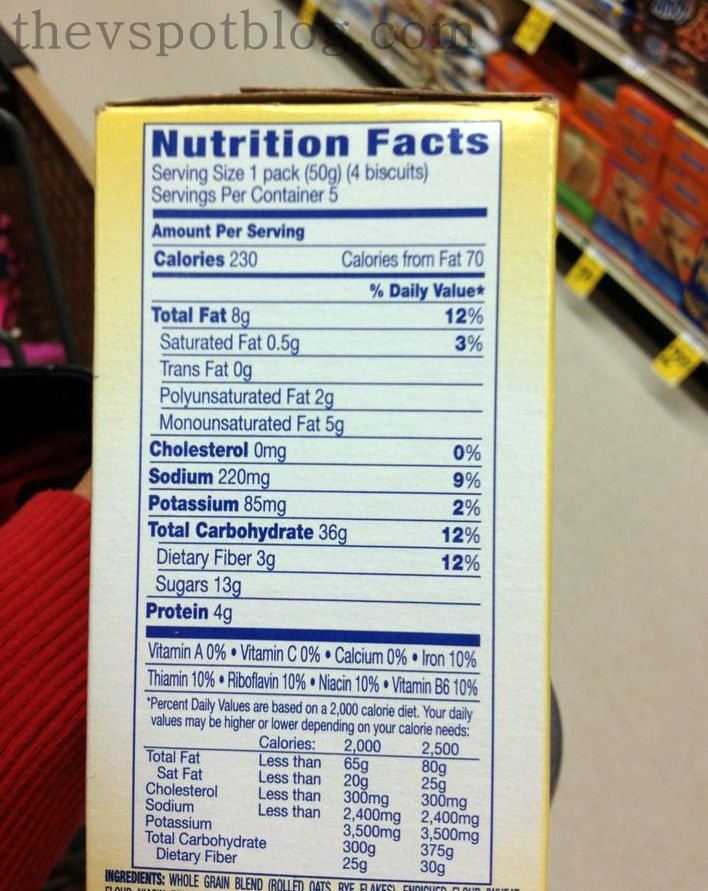 thevspotblog.com
Nutrition Facts
Serving Size 1 pack (50g) (4 biscuits)
Servings Per Container 5
Amount Per Serving
Calories 230 Calories from Fat 70
% Daily Value*
Total Fat 8g 12%
Saturated Fat 0.5g 3%
Trans Fat 0g
Polyunsaturated Fat 2g
Monounsaturated Fat 5g
Cholesterol 0mg 0%
Sodium 220mg 9%
Potassium 85mg 2%
Total Carbohydrate 36g 12%
Dietary Fiber 3g 12%
Sugars 13g
Protein 4g
Vitamin A 0% • Vitamin C 0% • Calcium 0% • Iron 10%
Thiamin 10% • Riboflavin 10% • Niacin 10% • Vitamin B6 10%
*Percent Daily Values are based on a 2,000 calorie diet. Your daily
values may be higher or lower depending on your calorie needs:
Calories: 2,000 2,500
Total Fat Less than 65g 80g
Sat Fat Less than 20g 25g
Cholesterol Less than 300mg 300mg
Sodium Less than 2,400mg 2,400mg
Potassium 3,500mg 3,500mg
Total Carbohydrate 300g 375g
Dietary Fiber 25g 30g
INGREDIENTS: WHOLE GRAIN BLEND (ROLLED OATS, RYE FLAKES), ENRICHED FLOUR